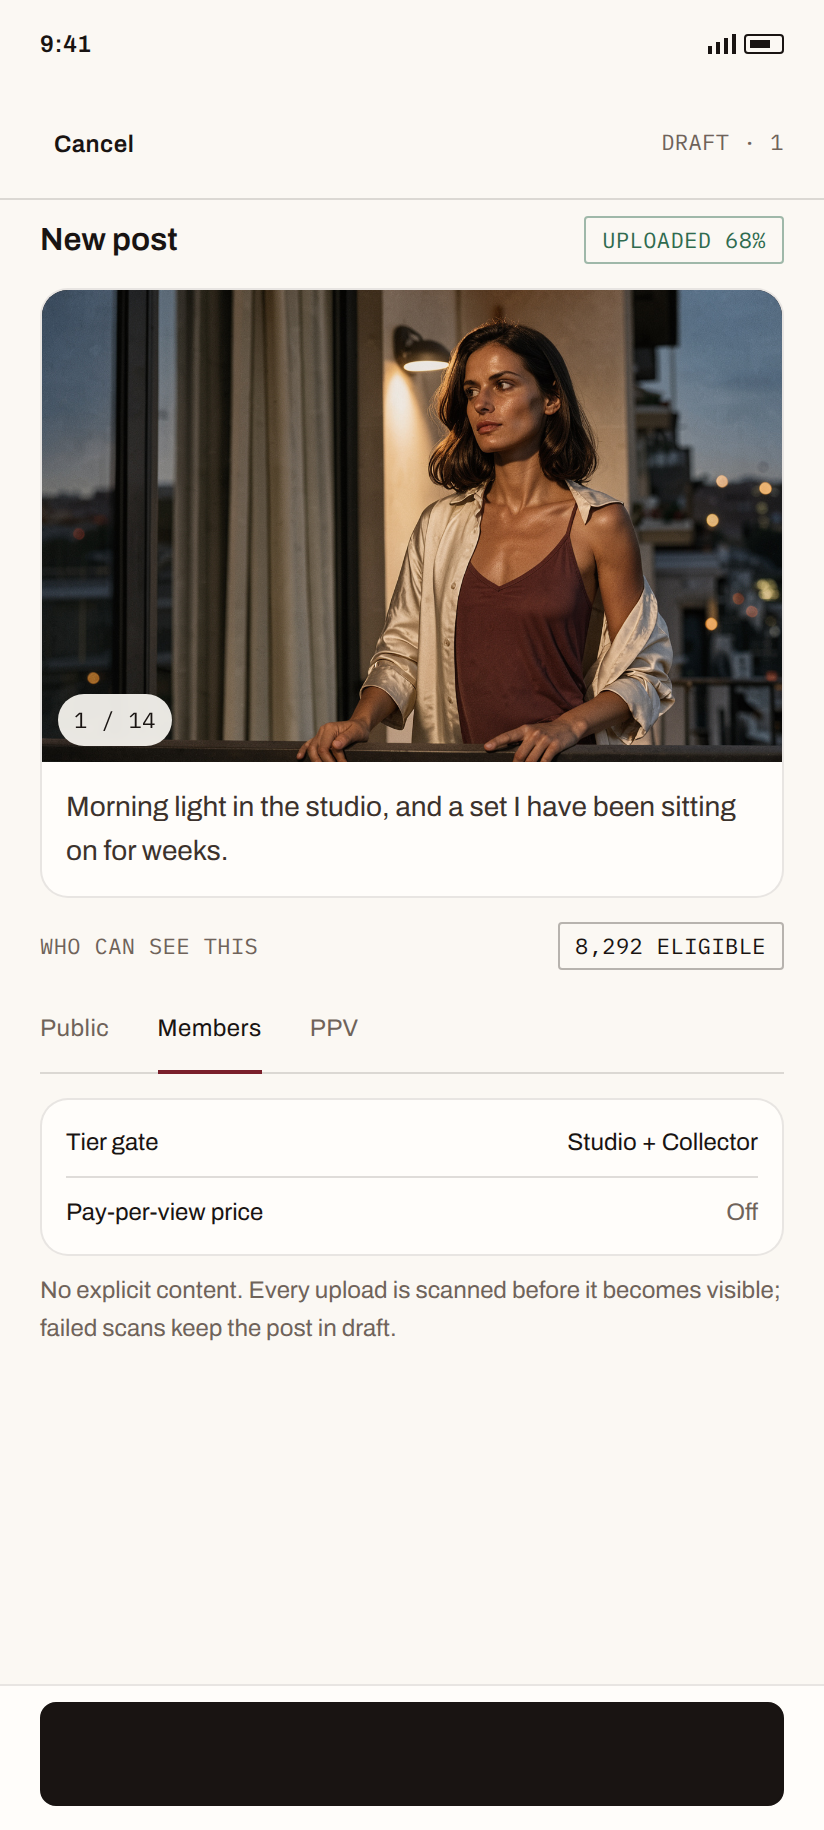 9:41
Cancel
DRAFT · 1
New post
UPLOADED 68%
1 / 14
Morning light in the studio, and a set I have been sitting
on for weeks.
WHO CAN SEE THIS
8,292 ELIGIBLE
Public
Members
PPV
Tier gate
Studio + Collector
Pay-per-view price
Off
No explicit content. Every upload is scanned before it becomes visible;
failed scans keep the post in draft.